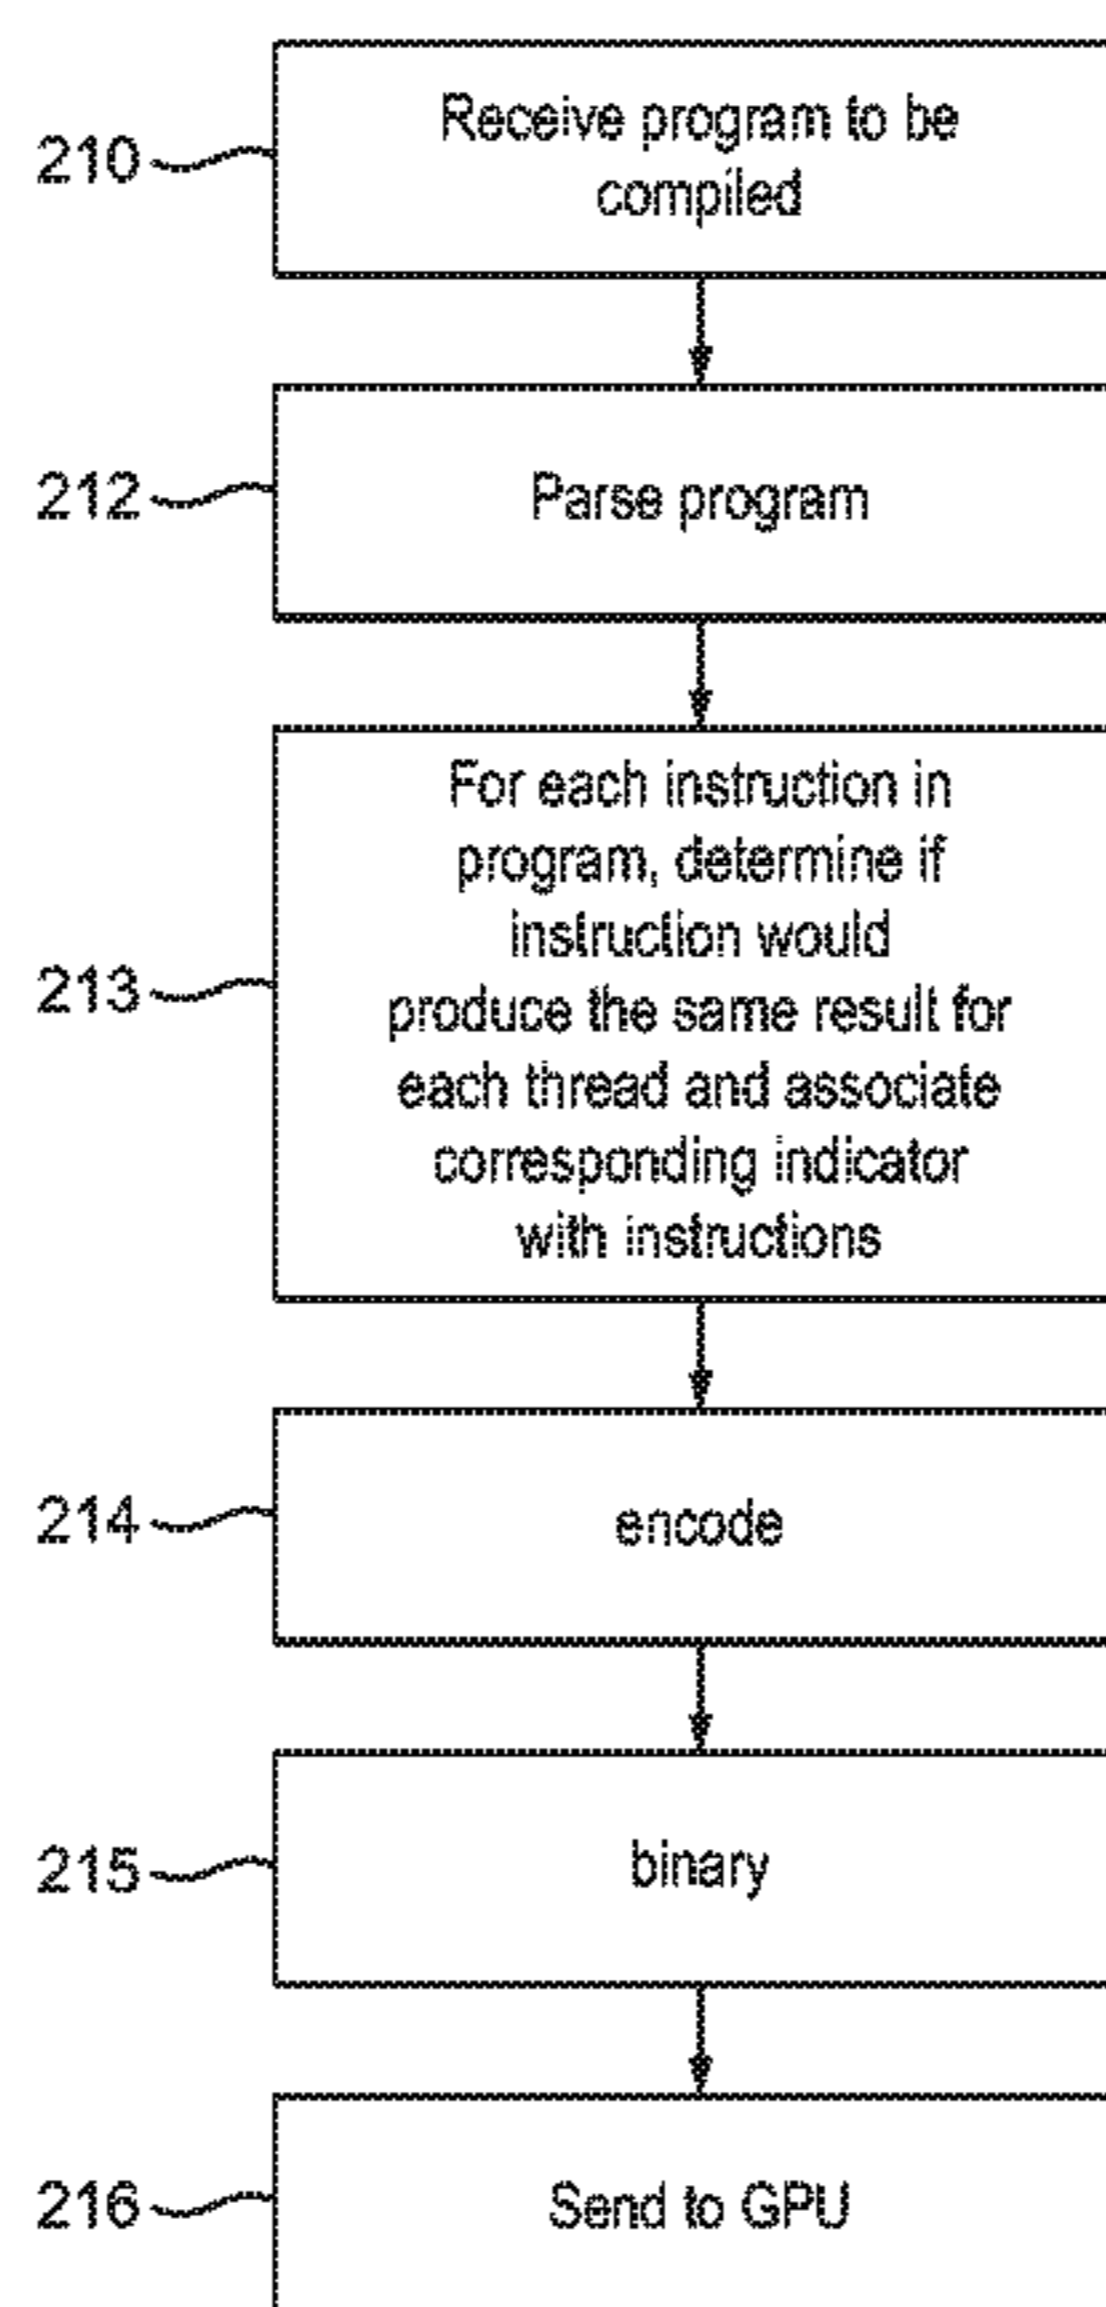 Receive program to be
compiled
210
Parse program
212
For each instruction in
program, determine if
instruction would
produce the same result for
each thread and associate
corresponding indicator
with instructions
213
encode
214
binary
215
Send to GPU
216